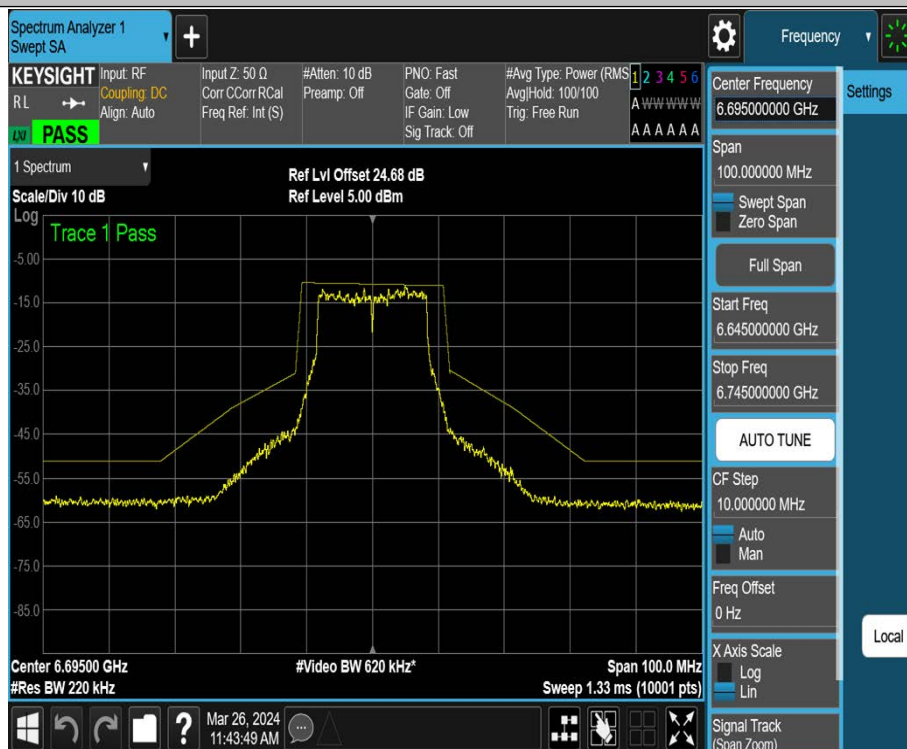 Spectrum Analyzer 1
Swept SA
+
Frequency
KEYSIGHT
RL
LXI PASS
Input: RF
Coupling: DC
Align: Auto
Input Z: 50 Ω
Corr CCorr RCal
Freq Ref: Int (S)
#Atten: 10 dB
Preamp: Off
PNO: Fast
Gate: Off
IF Gain: Low
Sig Track: Off
#Avg Type: Power (RMS
Avg|Hold: 100/100
Trig: Free Run
1 2 3 4 5 6
A W W W W W
A A A A A A
1 Spectrum
Scale/Div 10 dB
Ref Lvl Offset 24.68 dB
Ref Level 5.00 dBm
Log
Trace 1 Pass
-5.00
-15.0
-25.0
-35.0
-45.0
-55.0
-65.0
-75.0
-85.0
Center 6.69500 GHz
#Res BW 220 kHz
#Video BW 620 kHz*
Span 100.0 MHz
Sweep 1.33 ms (10001 pts)
?
Mar 26, 2024
11:43:49 AM
Center Frequency
6.695000000 GHz
Settings
Span
100.000000 MHz
Swept Span
Zero Span
Full Span
Start Freq
6.645000000 GHz
Stop Freq
6.745000000 GHz
AUTO TUNE
CF Step
10.000000 MHz
Auto
Man
Freq Offset
0 Hz
Local
X Axis Scale
Log
Lin
Signal Track
(Span Zoom)